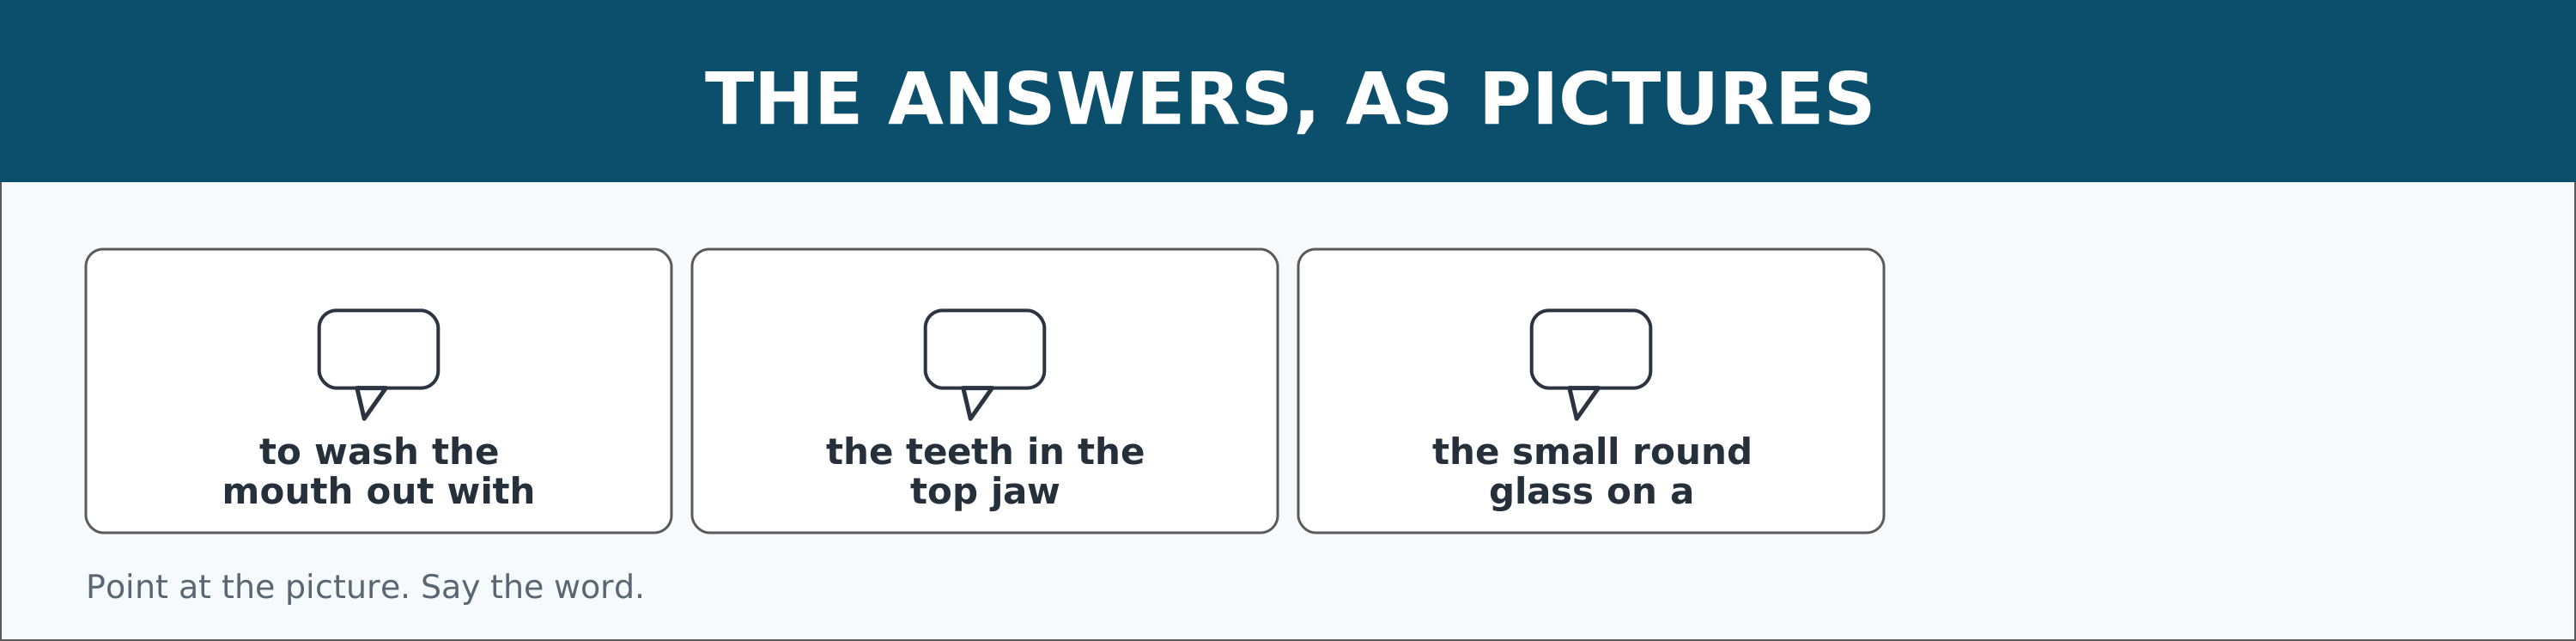 THE ANSWERS, AS PICTURES
to wash the
mouth out with
the teeth in the
top jaw
the small round
glass on a
Point at the picture. Say the word.